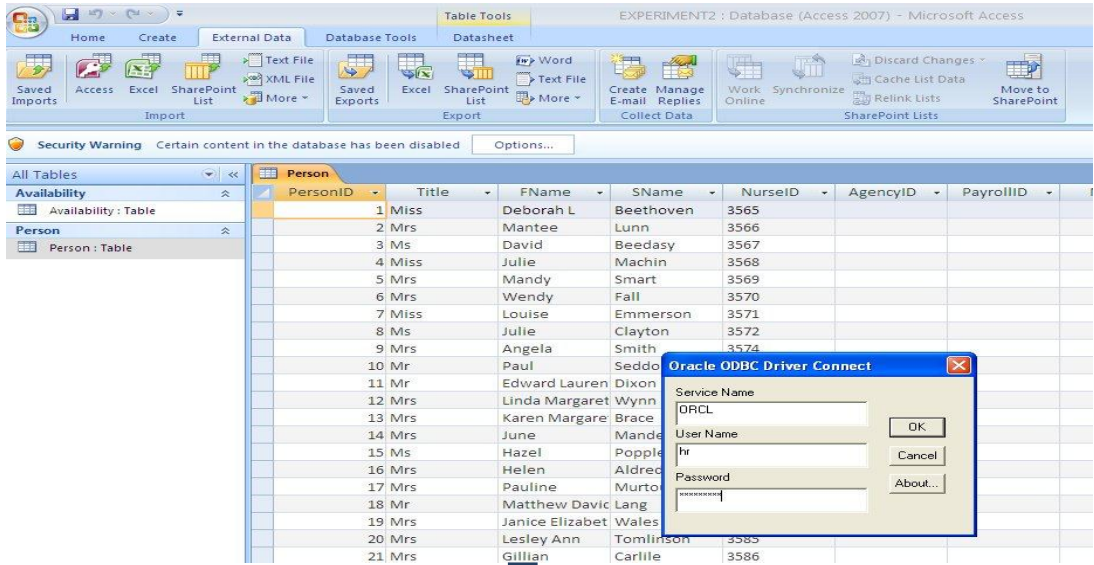 Table Tools
EXPERIMENT2 : Database (Access 2007) - Microsoft Access
Home Create External Data Database Tools Datasheet
Saved Imports
Access
Excel
SharePoint List
Text File
XML File
More
Import
Saved Exports
Excel
SharePoint List
Word
Text File
More
Export
Create E-mail
Manage Replies
Collect Data
Work Online
Synchronize
Discard Changes
Cache List Data
Relink Lists
Move to SharePoint
SharePoint Lists
Security Warning Certain content in the database has been disabled Options...
All Tables
Availability
Availability : Table
Person
Person : Table
Person
PersonID Title FName SName NurseID AgencyID PayrollID
1 Miss Deborah L Beethoven 3565
2 Mrs Mantee Lunn 3566
3 Ms David Beedasy 3567
4 Miss Julie Machin 3568
5 Mrs Mandy Smart 3569
6 Mrs Wendy Fall 3570
7 Miss Louise Emmerson 3571
8 Ms Julie Clayton 3572
9 Mrs Angela Smith 3574
10 Mr Paul Seddo
11 Mr Edward Lauren Dixon
12 Mrs Linda Margaret Wynn
13 Mrs Karen Margare Brace
14 Mrs June Mande
15 Ms Hazel Popple
16 Mrs Helen Aldred
17 Mrs Pauline Murto
18 Mr Matthew Davic Lang
19 Mrs Janice Elizabet Wales
20 Mrs Lesley Ann Tomlinson 3585
21 Mrs Gillian Carlile 3586
Oracle ODBC Driver Connect
Service Name
ORCL
User Name
hr
Password
×××××××××
OK
Cancel
About...